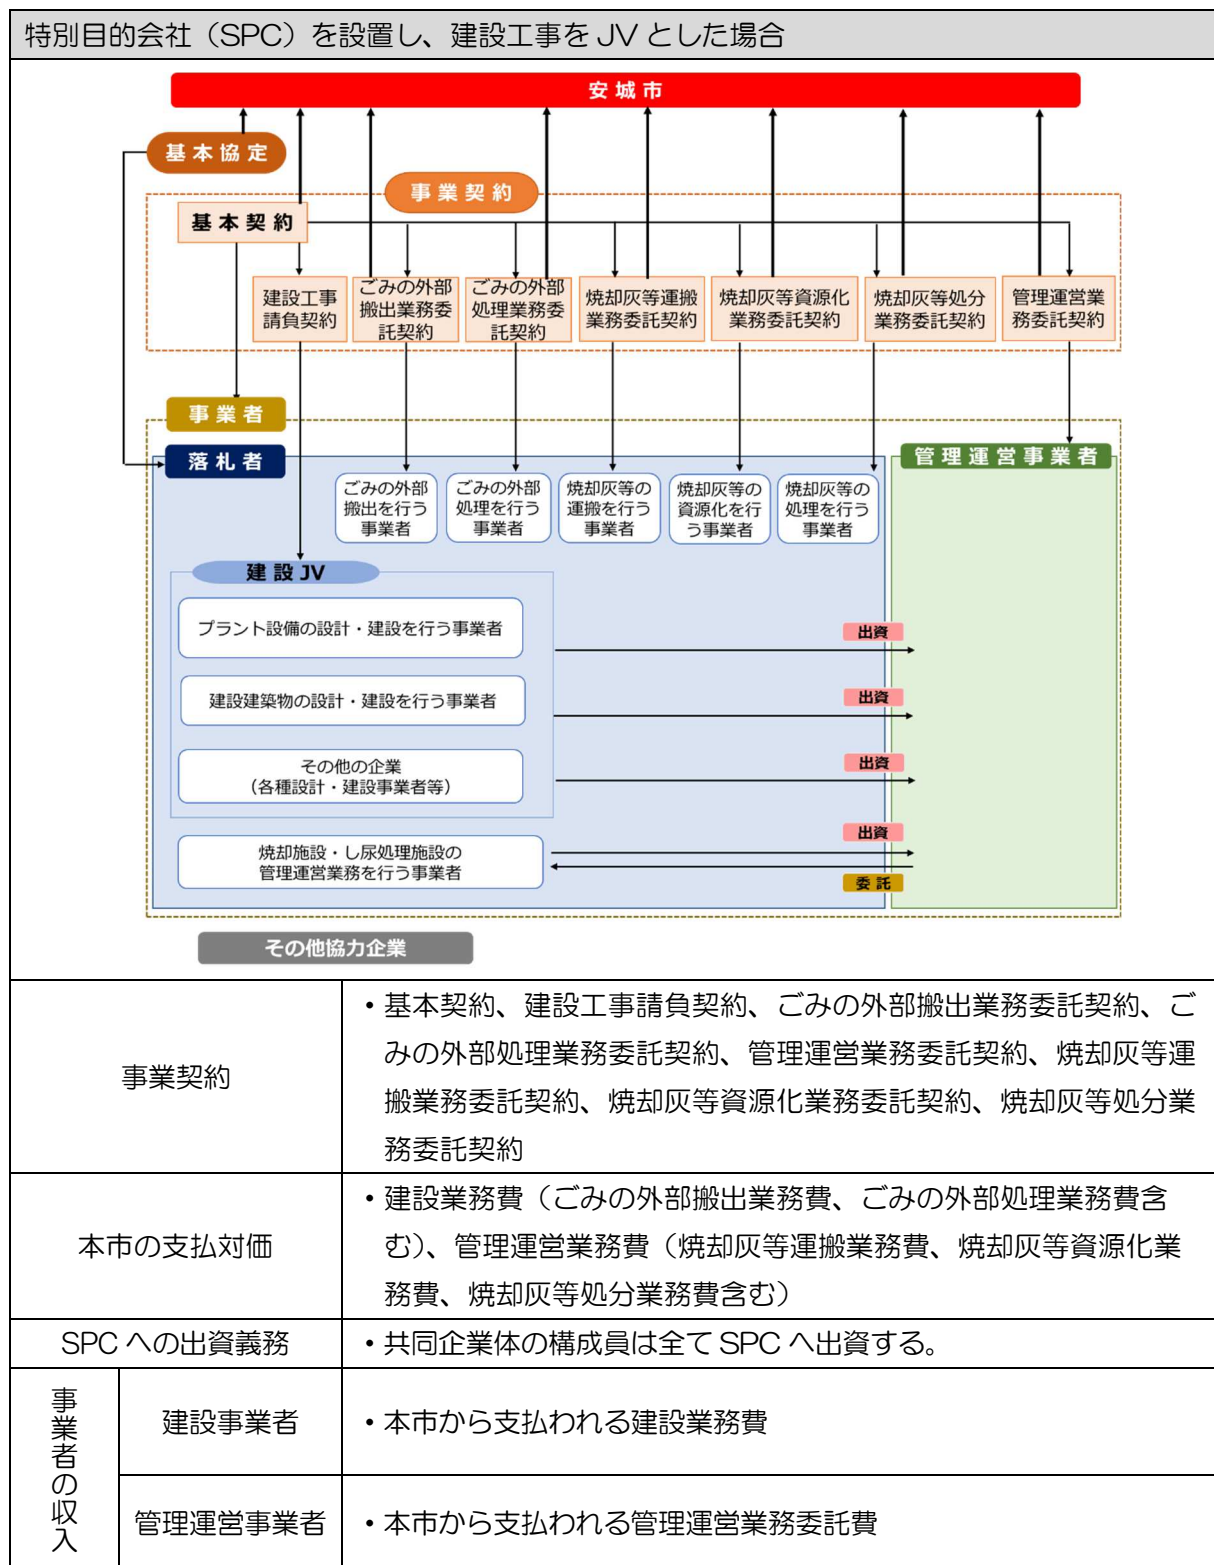 特別目的会社（SPC）を設置し、建設工事をJVとした場合
安城市
基本協定
事業契約
基本契約
建設工事
請負契約
ごみの外部
搬出業務委
託契約
ごみの外部
処理業務委
託契約
焼却灰等運搬
業務委託契約
焼却灰等資源化
業務委託契約
焼却灰等処分
業務委託契約
管理運営業
務委託契約
事業者
落札者
管理運営事業者
ごみの外部
搬出を行う
事業者
ごみの外部
処理を行う
事業者
焼却灰等の
運搬を行う
事業者
焼却灰等の
資源化を行
う事業者
焼却灰等の
処理を行う
事業者
建設JV
プラント設備の設計・建設を行う事業者
出資
建設建築物の設計・建設を行う事業者
出資
その他の企業
（各種設計・建設事業者等）
出資
焼却施設・し尿処理施設の
管理運営業務を行う事業者
出資
委託
その他協力企業
事業契約
・基本契約、建設工事請負契約、ごみの外部搬出業務委託契約、ご
みの外部処理業務委託契約、管理運営業務委託契約、焼却灰等運
搬業務委託契約、焼却灰等資源化業務委託契約、焼却灰等処分業
務委託契約
本市の支払対価
・建設業務費（ごみの外部搬出業務費、ごみの外部処理業務費含
む）、管理運営業務費（焼却灰等運搬業務費、焼却灰等資源化業
務費、焼却灰等処分業務費含む）
SPCへの出資義務
・共同企業体の構成員は全てSPCへ出資する。
事業者の収入
建設事業者
・本市から支払われる建設業務費
管理運営事業者
・本市から支払われる管理運営業務委託費